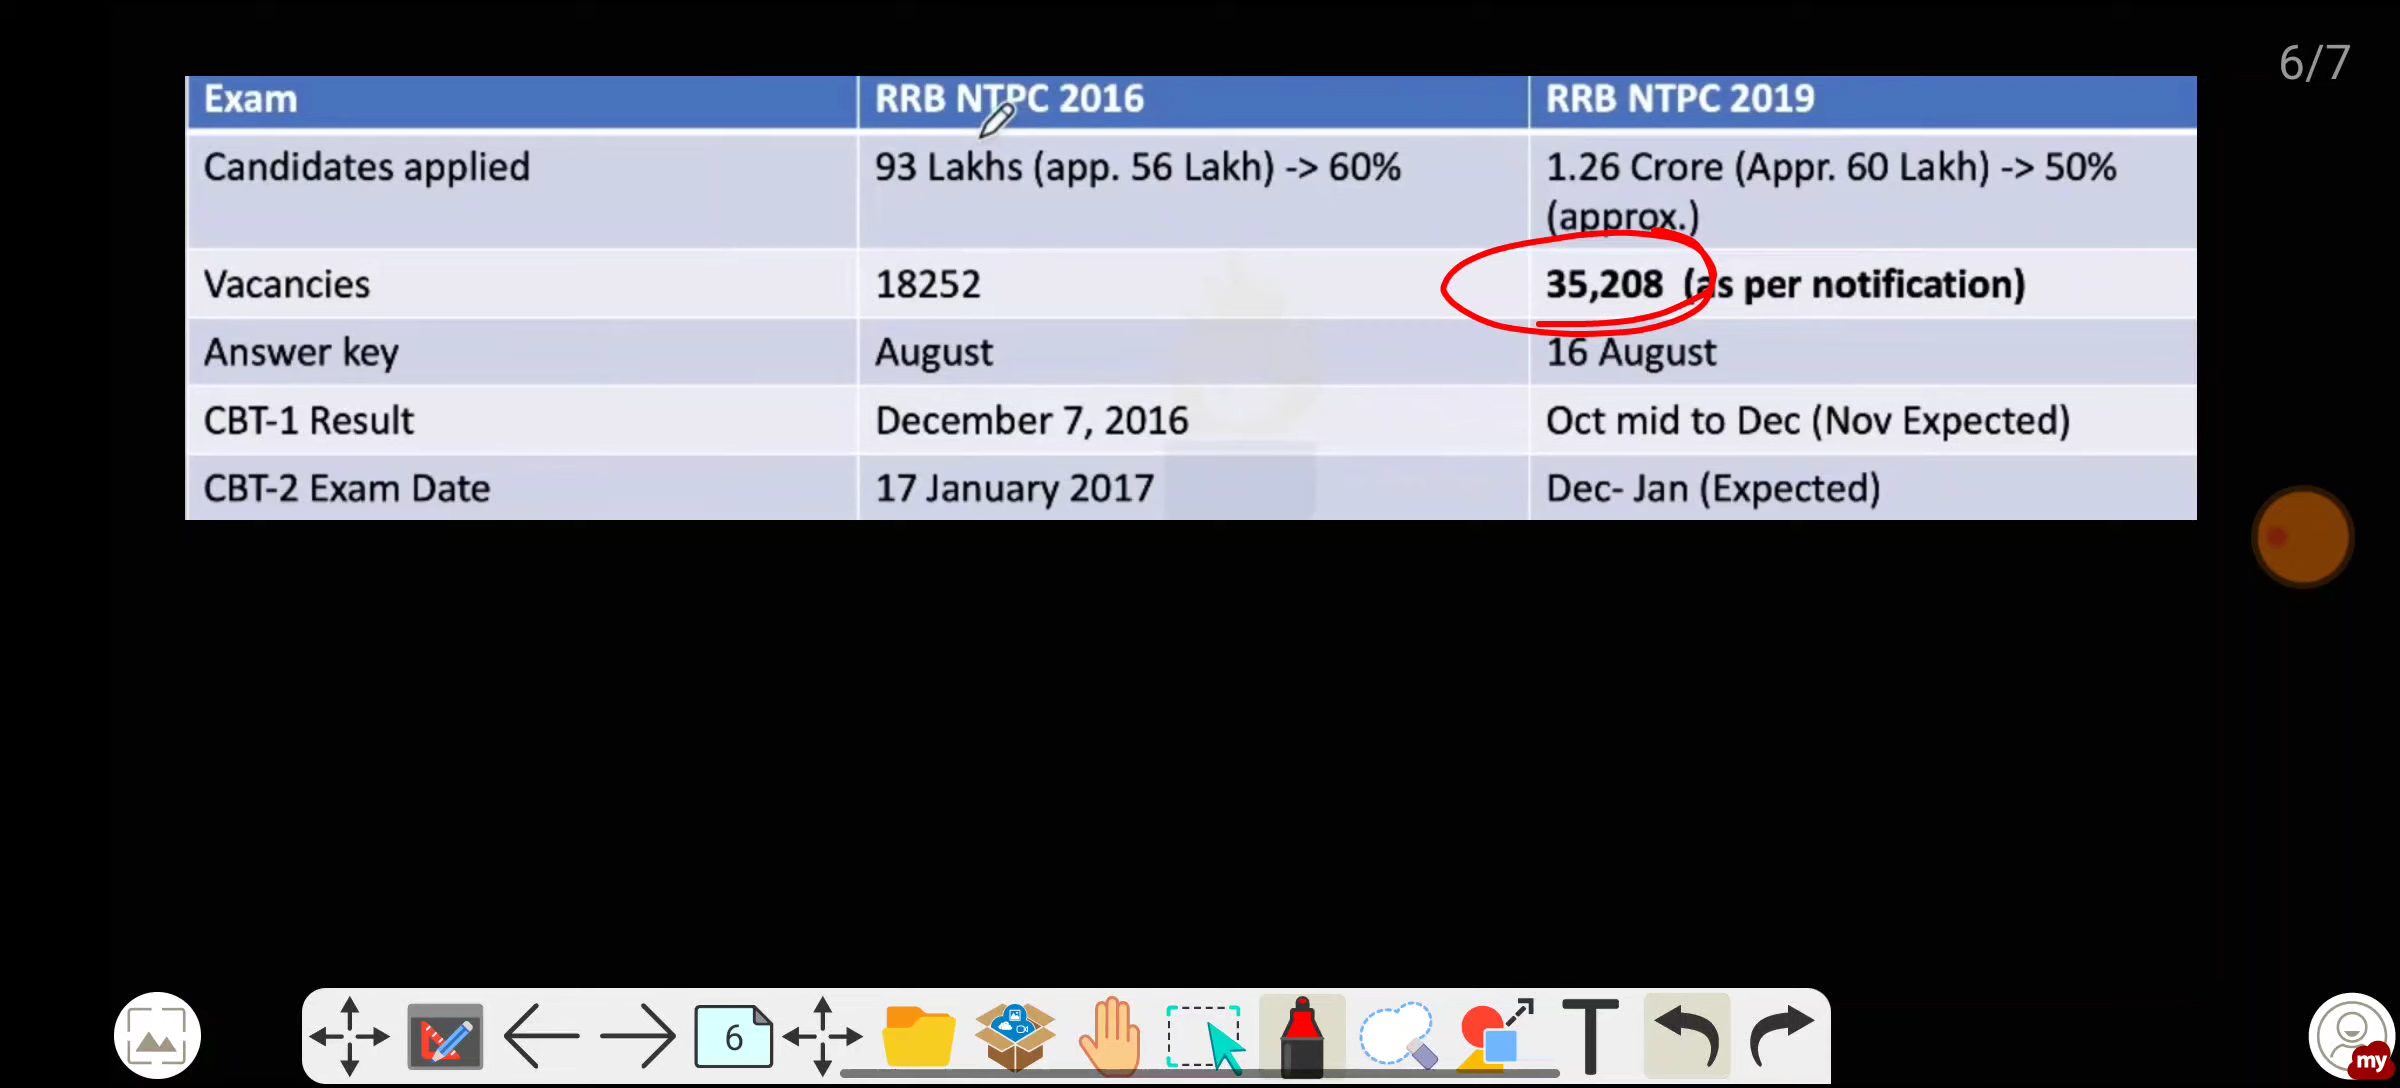 6/7
Exam RRB NTPC 2016 RRB NTPC 2019
Candidates applied 93 Lakhs (app. 56 Lakh) -> 60% 1.26 Crore (Appr. 60 Lakh) -> 50%
(approx.)
Vacancies 18252 35,208 (as per notification)
Answer key August 16 August
CBT-1 Result December 7, 2016 Oct mid to Dec (Nov Expected)
CBT-2 Exam Date 17 January 2017 Dec- Jan (Expected)
6 T
my